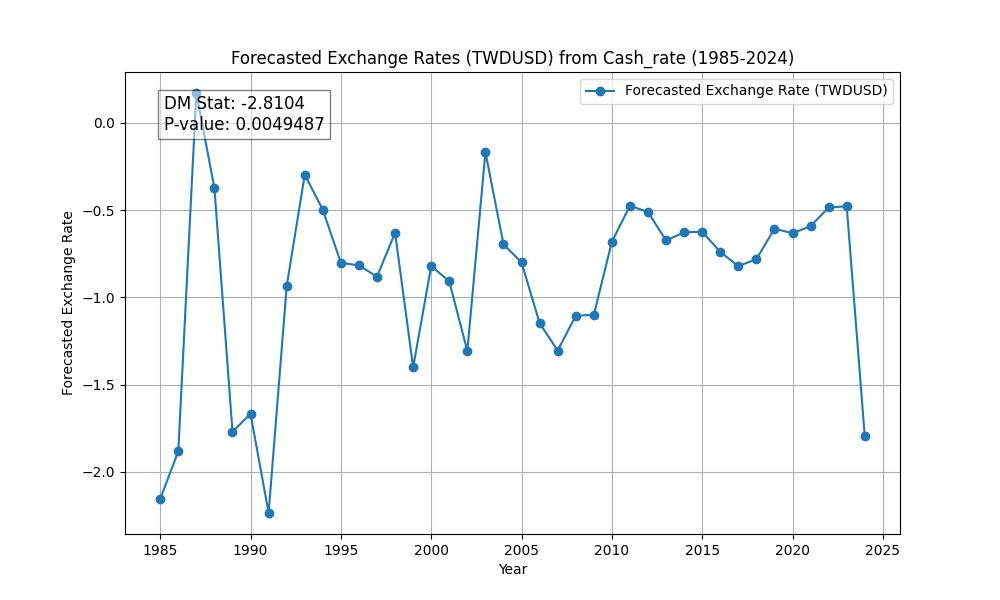 Forecasted Exchange Rates (TWDUSD) from Cash_rate (1985-2024)
DM Stat: -2.8104
P-value: 0.0049487
Forecasted Exchange Rate (TWDUSD)
Forecasted Exchange Rate
0.0
−0.5
−1.0
−1.5
−2.0
1985 1990 1995 2000 2005 2010 2015 2020 2025
Year